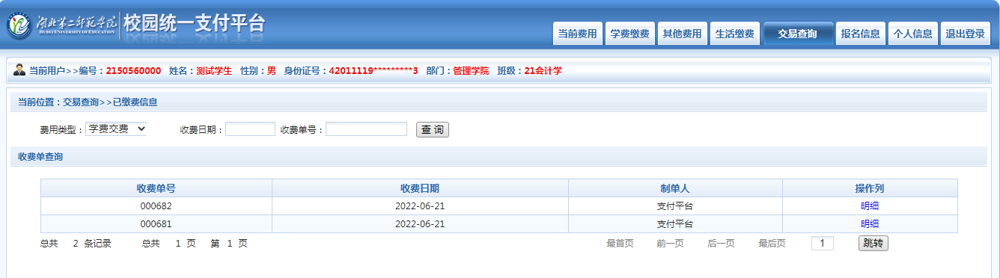 湖北第二师范学院 校园统一支付平台
HUBEI UNIVERSITY OF EDUCATION
当前费用 学费缴费 其他费用 生活缴费 交易查询 报名信息 个人信息 退出登录
当前用户>>编号：2150560000 姓名：测试学生 性别：男 身份证号：42011119*********3 部门：管理学院 班级：21会计学
当前位置：交易查询>>已缴费信息
费用类型： 学费交费 收费日期： 收费单号： 查 询
收费单查询
收费单号 收费日期 制单人 操作列
000682 2022-06-21 支付平台 明细
000681 2022-06-21 支付平台 明细
总共 2 条记录 总共 1 页 第 1 页 最首页 前一页 后一页 最后页 1 跳转